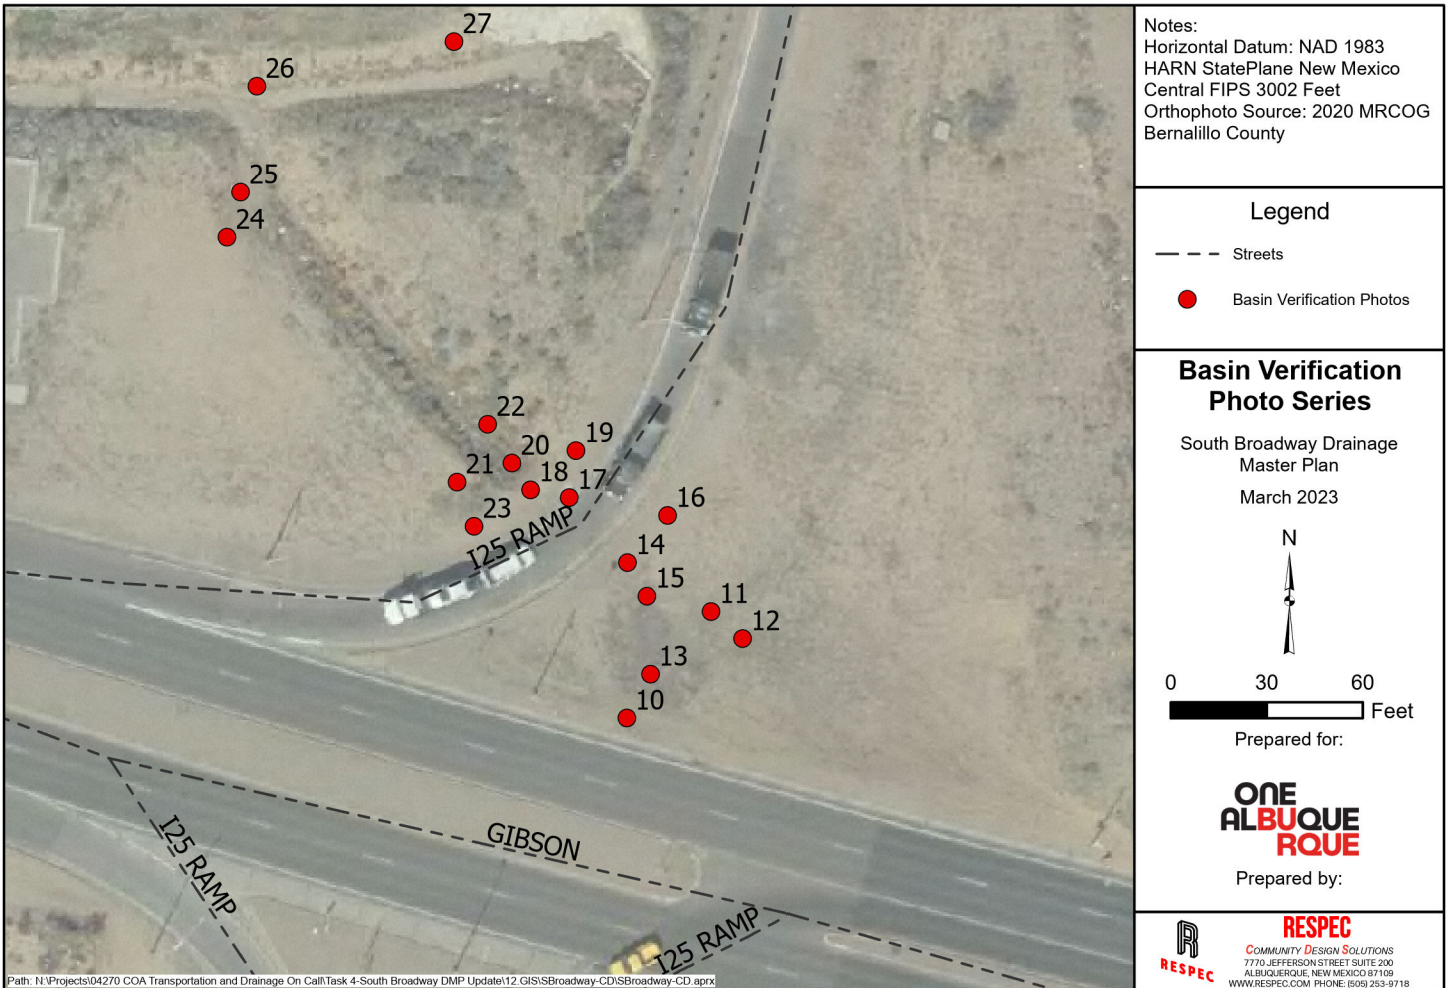 27
26
25
24
22
19
20
18
21
17
23
16
I25 RAMP
14
15
11
12
13
10
GIBSON
I25 RAMP
I25 RAMP
Path: N:\Projects\04270 COA Transportation and Drainage On Call\Task 4-South Broadway DMP Update\12.GIS\SBroadway-CD\SBroadway-CD.aprx
Notes:
Horizontal Datum: NAD 1983
HARN StatePlane New Mexico
Central FIPS 3002 Feet
Orthophoto Source: 2020 MRCOG
Bernalillo County
Legend
Streets
Basin Verification Photos
Basin Verification
Photo Series
South Broadway Drainage
Master Plan
March 2023
N
0 30 60
Feet
Prepared for:
ONE
ALBUQUE
RQUE
Prepared by:
RESPEC
RESPEC
COMMUNITY DESIGN SOLUTIONS
7770 JEFFERSON STREET SUITE 200
ALBUQUERQUE, NEW MEXICO 87109
WWW.RESPEC.COM PHONE: (505) 253-9718